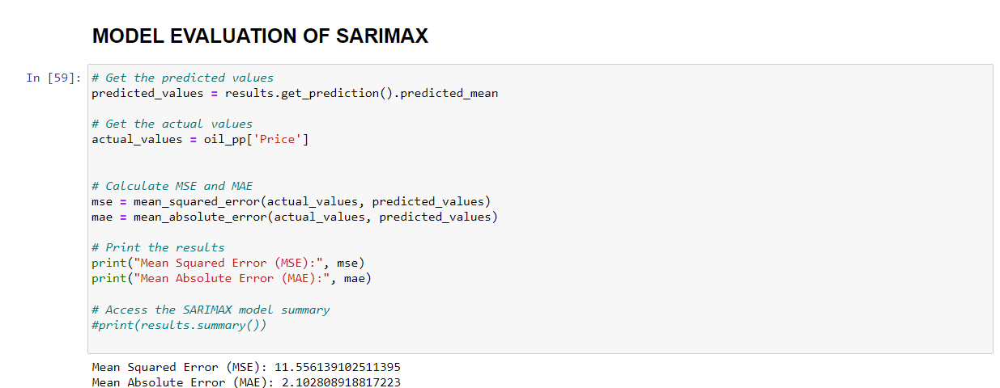 MODEL EVALUATION OF SARIMAX
In [59]: # Get the predicted values
predicted_values = results.get_prediction().predicted_mean
# Get the actual values
actual_values = oil_pp['Price']
# Calculate MSE and MAE
mse = mean_squared_error(actual_values, predicted_values)
mae = mean_absolute_error(actual_values, predicted_values)
# Print the results
print("Mean Squared Error (MSE):", mse)
print("Mean Absolute Error (MAE):", mae)
# Access the SARIMAX model summary
#print(results.summary())
Mean Squared Error (MSE): 11.556139102511395
Mean Absolute Error (MAE): 2.102808918817223